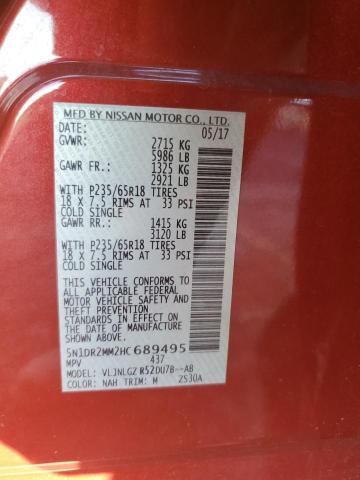 MFD BY NISSAN MOTOR CO., LTD.
DATE: 05/17
GVWR: 2715 KG
5986 LB
GAWR FR.: 1325 KG
2921 LB
WITH P235/65R18 TIRES
18 X 7.5 RIMS AT 33 PSI
COLD SINGLE
GAWR RR.: 1415 KG
3120 LB
WITH P235/65R18 TIRES
18 X 7.5 RIMS AT 33 PSI
COLD SINGLE
THIS VEHICLE CONFORMS TO
ALL APPLICABLE FEDERAL
MOTOR VEHICLE SAFETY,
BUMPER, AND THEFT PREVENTION
STANDARDS IN EFFECT ON
THE DATE OF MANUFACTURE
SHOWN ABOVE.
5N1DR2MM2HC689495
MPV 437
MODEL: VLJNLGZ R52DU7B--AB
COLOR: NAH TRIM: M 2S30A